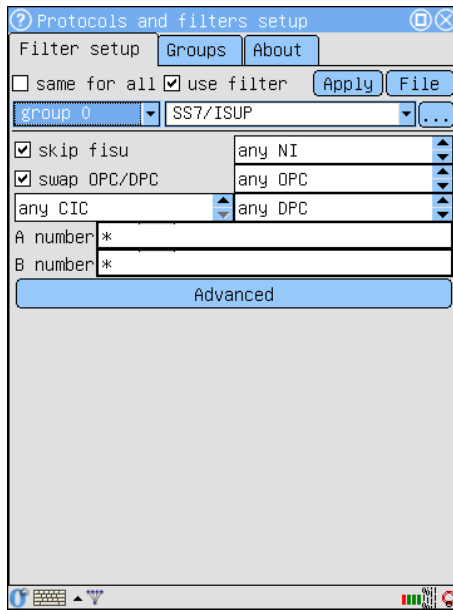 Protocols and filters setup
Filter setup Groups About
same for all use filter Apply File
group 0 SS7/ISUP ...
skip fisu any NI
swap OPC/DPC any OPC
any CIC any DPC
A number *
B number *
Advanced